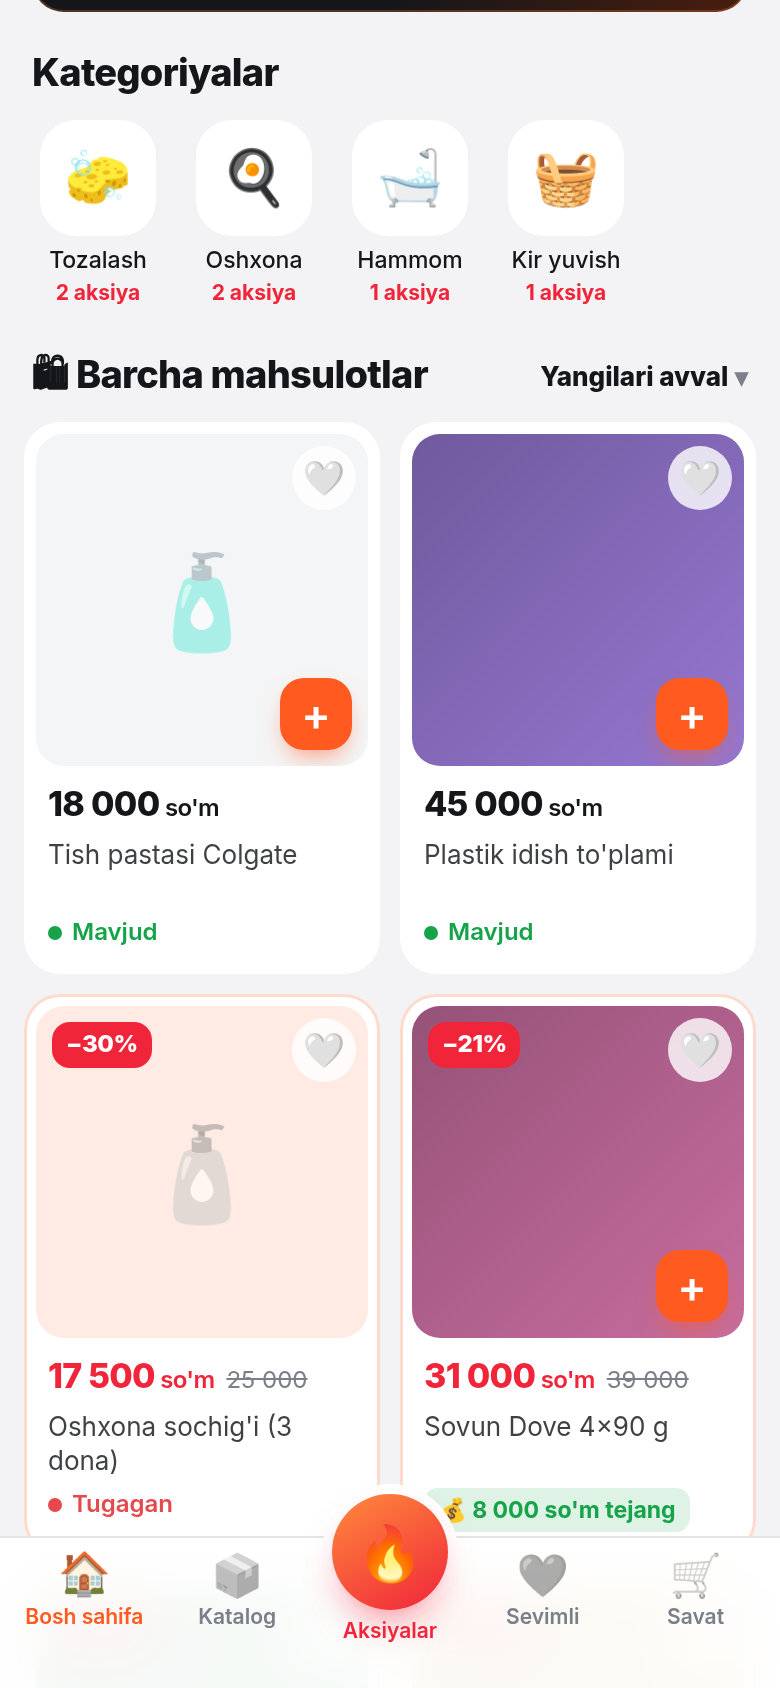 Kategoriyalar
Tozalash
2 aksiya
Oshxona
2 aksiya
Hammom
1 aksiya
Kir yuvish
1 aksiya
🛍 Barcha mahsulotlar
Yangilari avval ▾
+
18 000 so'm
Tish pastasi Colgate
Mavjud
+
45 000 so'm
Plastik idish to'plami
Mavjud
−30%
17 500 so'm 25 000
Oshxona sochig'i (3
dona)
Tugagan
−21%
+
31 000 so'm 39 000
Sovun Dove 4×90 g
💰 8 000 so'm tejang
Bosh sahifa
Katalog
Aksiyalar
Sevimli
Savat